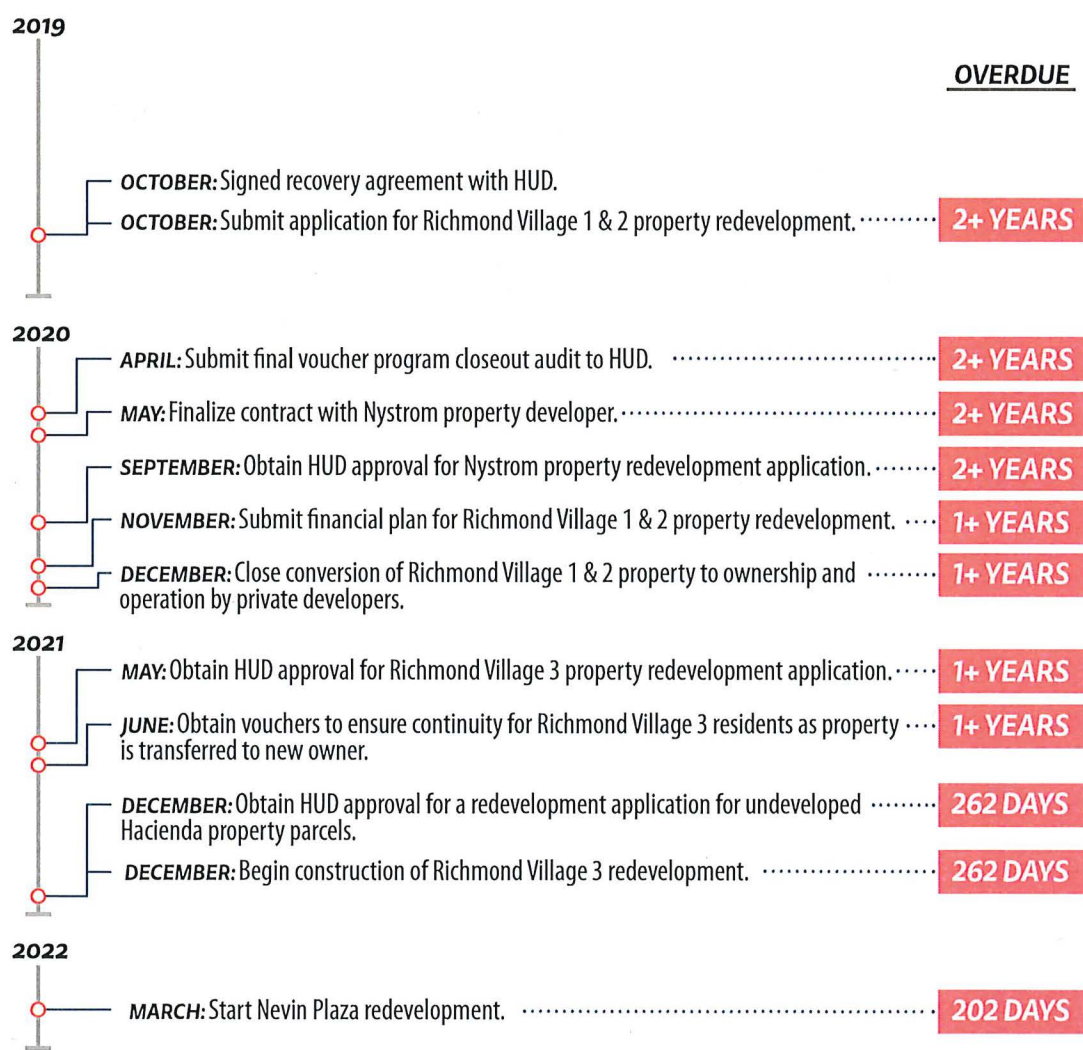 2019
OVERDUE
OCTOBER: Signed recovery agreement with HUD.
OCTOBER: Submit application for Richmond Village 1 & 2 property redevelopment. 2+ YEARS
2020
APRIL: Submit final voucher program closeout audit to HUD. 2+ YEARS
MAY: Finalize contract with Nystrom property developer. 2+ YEARS
SEPTEMBER: Obtain HUD approval for Nystrom property redevelopment application. 2+ YEARS
NOVEMBER: Submit financial plan for Richmond Village 1 & 2 property redevelopment. 1+ YEARS
DECEMBER: Close conversion of Richmond Village 1 & 2 property to ownership and 1+ YEARS
operation by private developers.
2021
MAY: Obtain HUD approval for Richmond Village 3 property redevelopment application. 1+ YEARS
JUNE: Obtain vouchers to ensure continuity for Richmond Village 3 residents as property 1+ YEARS
is transferred to new owner.
DECEMBER: Obtain HUD approval for a redevelopment application for undeveloped 262 DAYS
Hacienda property parcels.
DECEMBER: Begin construction of Richmond Village 3 redevelopment. 262 DAYS
2022
MARCH: Start Nevin Plaza redevelopment. 202 DAYS